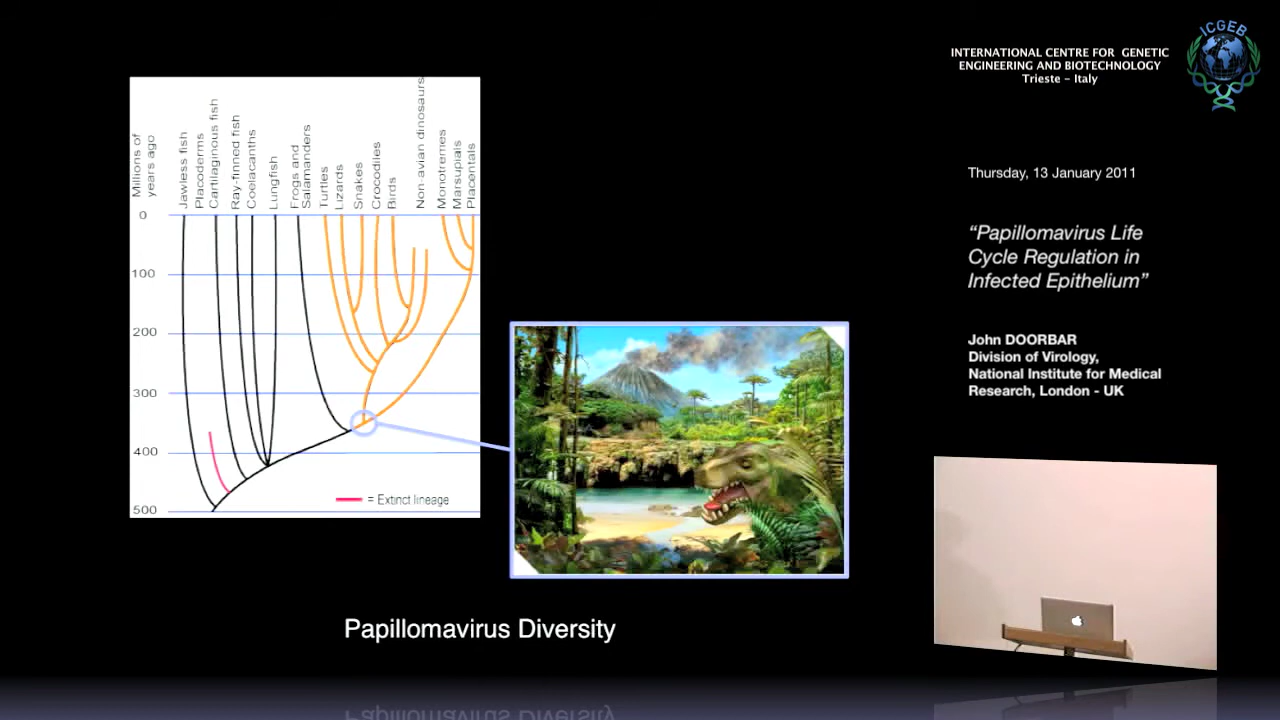 ICGEB
INTERNATIONAL CENTRE FOR GENETIC
ENGINEERING AND BIOTECHNOLOGY
Trieste - Italy
Thursday, 13 January 2011
“Papillomavirus Life
Cycle Regulation in
Infected Epithelium”
John DOORBAR
Division of Virology,
National Institute for Medical
Research, London - UK
Millions of
years ago
Jawless fish
Placoderms
Cartilaginous fish
Ray-finned fish
Coelacanths
Lungfish
Frogs and
Salamanders
Turtles
Lizards
Snakes
Crocodiles
Birds
Non-avian dinosaurs
Monotremes
Marsupials
Placentals
0
100
200
300
400
500
= Extinct lineage
Papillomavirus Diversity